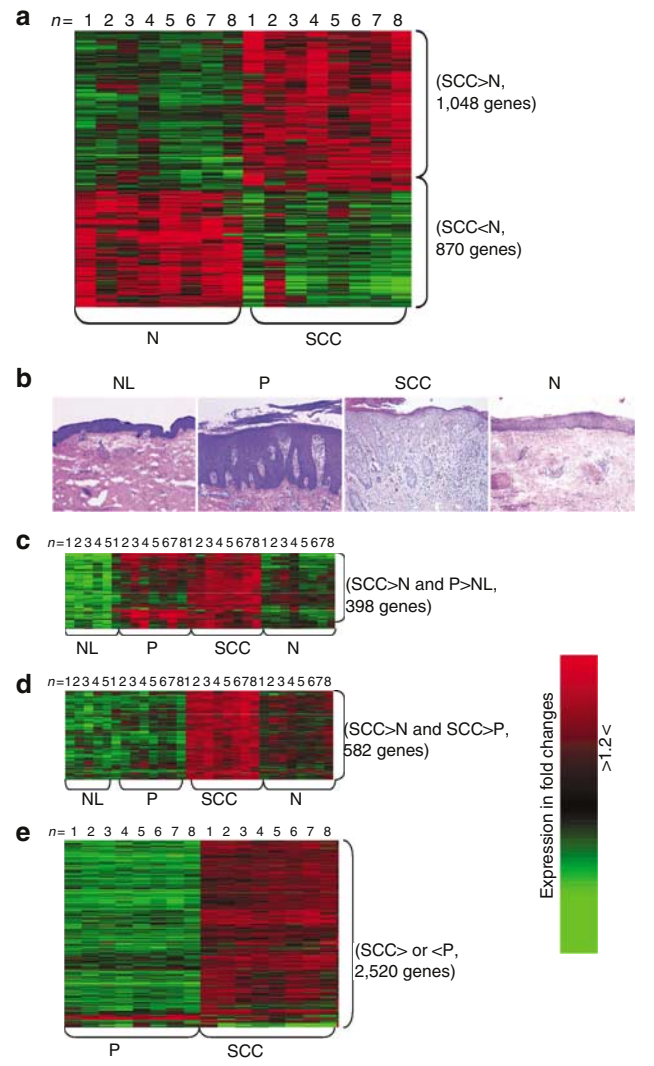 a
n= 1 2 3 4 5 6 7 8 1 2 3 4 5 6 7 8
(SCC>N,
1,048 genes)
(SCC<N,
870 genes)
N SCC
b
NL P SCC N
c
n=1 2 3 4 5 1 2 3 4 5 6 7 8 1 2 3 4 5 6 7 8 1 2 3 4 5 6 7 8
(SCC>N and P>NL,
398 genes)
NL P SCC N
d
n=1 2 3 4 5 1 2 3 4 5 6 7 8 1 2 3 4 5 6 7 8 1 2 3 4 5 6 7 8
(SCC>N and SCC>P,
582 genes)
NL P SCC N
e
n= 1 2 3 4 5 6 7 8 1 2 3 4 5 6 7 8
(SCC> or <P,
2,520 genes)
P SCC
Expression in fold changes
>1.2<